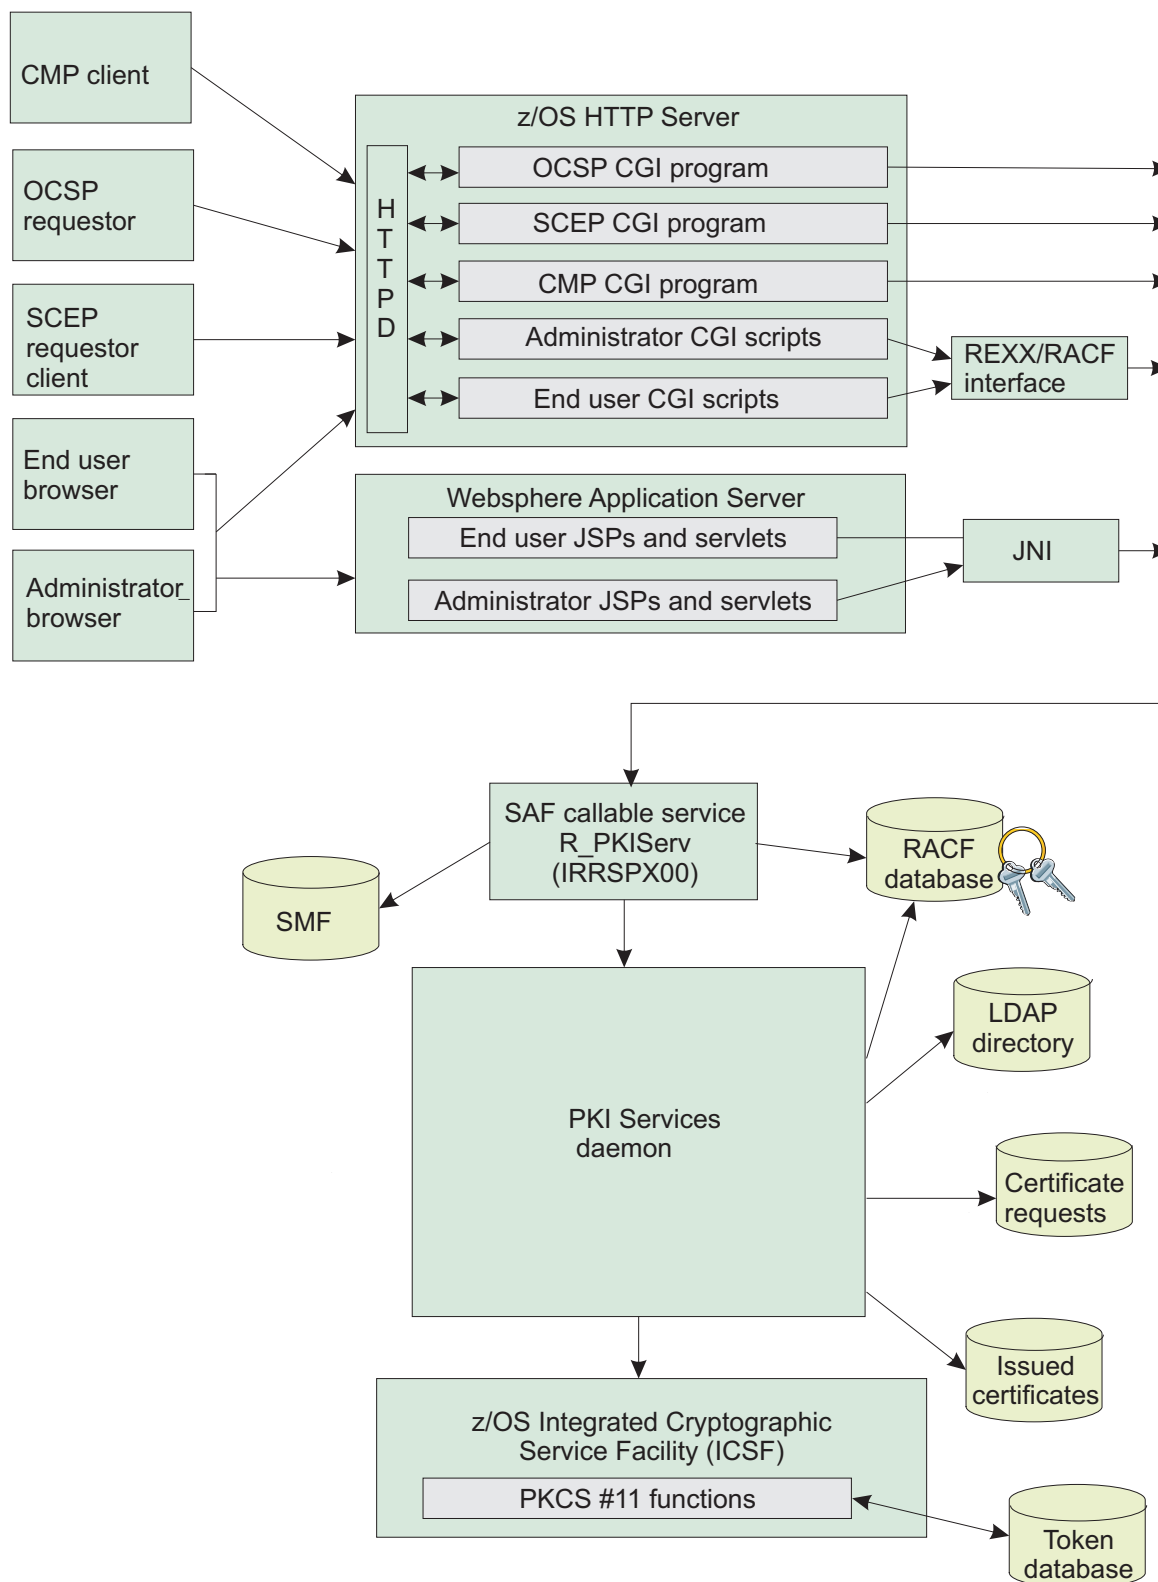 CMP client
OCSP
requestor
SCEP
requestor
client
End user
browser
Administrator
browser
z/OS HTTP Server
H
T
T
P
D
OCSP CGI program
SCEP CGI program
CMP CGI program
Administrator CGI scripts
End user CGI scripts
REXX/RACF
interface
Websphere Application Server
End user JSPs and servlets
Administrator JSPs and servlets
JNI
SAF callable service
R_PKIServ
(IRRSPX00)
SMF
RACF
database
LDAP
directory
PKI Services
daemon
Certificate
requests
Issued
certificates
z/OS Integrated Cryptographic
Service Facility (ICSF)
PKCS #11 functions
Token
database